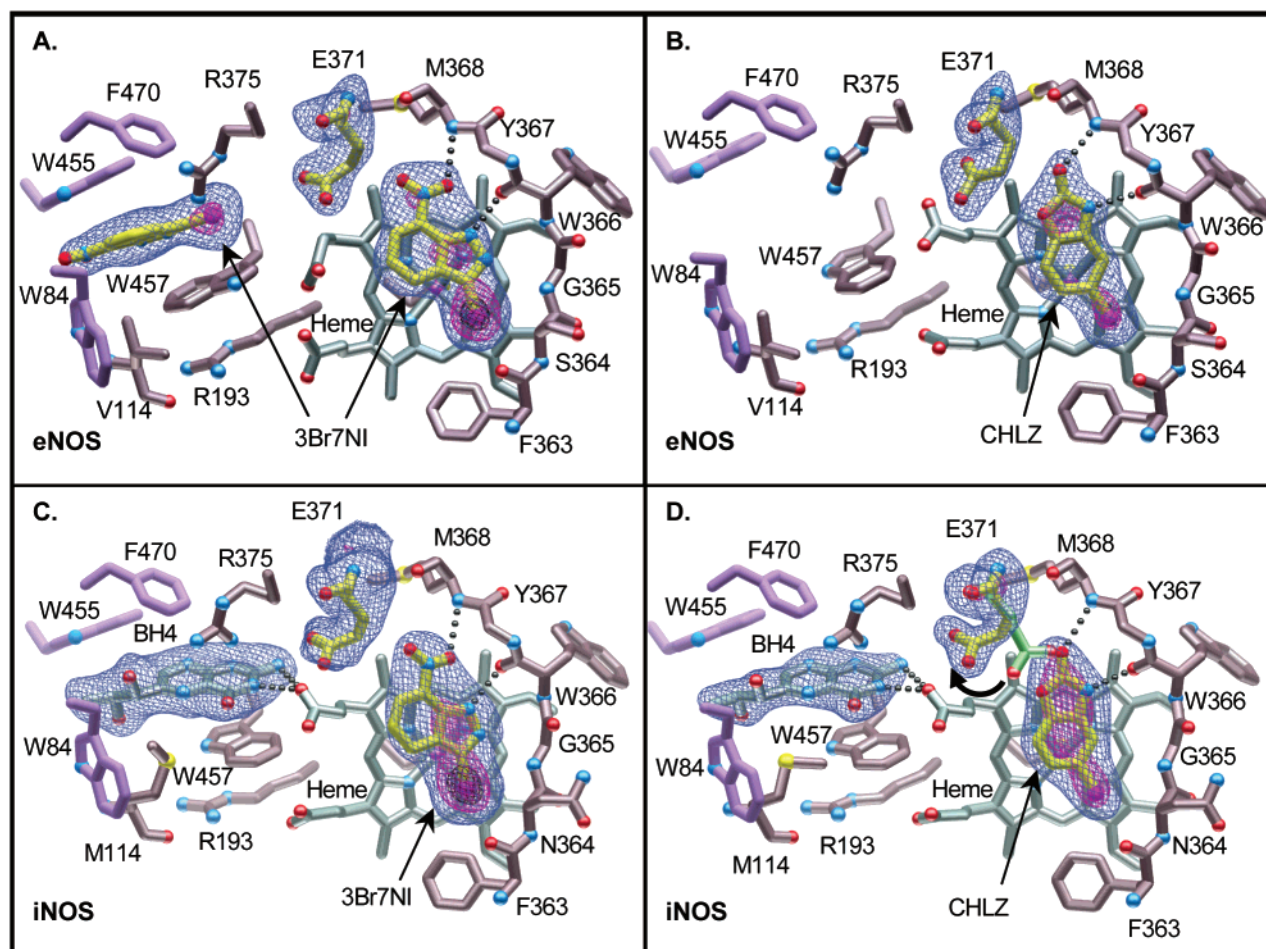 A.
E371
M368
F470
R375
Y367
W455
W366
W84
W457
G365
Heme
S364
V114
R193
3Br7NI
F363
eNOS
B.
E371
M368
F470
R375
Y367
W455
W366
W457
W84
G365
Heme
S364
V114
R193
CHLZ
F363
eNOS
C.
E371
M368
F470
R375
Y367
W455
BH4
W366
W84
W457
G365
Heme
M114
R193
N364
3Br7NI
F363
iNOS
D.
E371
M368
F470
R375
Y367
W455
BH4
W366
W84
W457
G365
Heme
M114
R193
N364
CHLZ
F363
iNOS